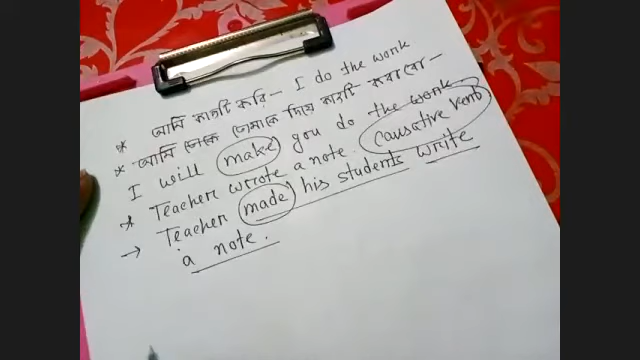 * আমি কাজটি করি - I do the work
* আমি তোমাকে দিয়ে কাজটি করাবো -
I will make you do the work
causative verb
* Teacher wrote a note.
→ Teacher made his students write
a note.